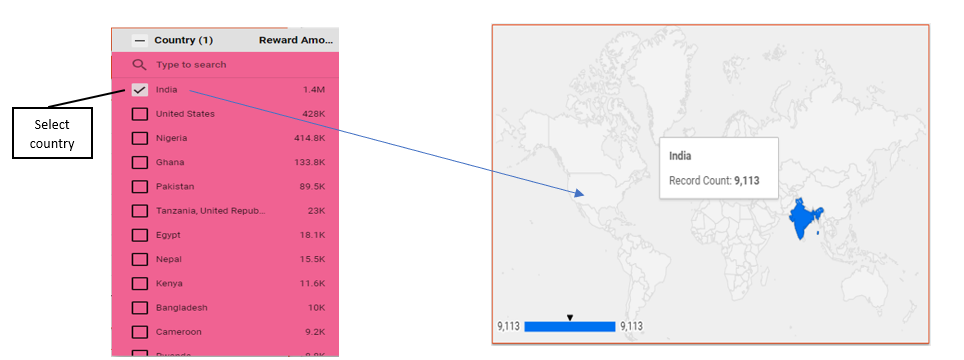 Country (1) Reward Amo...
Type to search
India 1.4M
United States 428K
Nigeria 414.8K
Ghana 133.8K
Pakistan 89.5K
Tanzania, United Repub... 23K
Egypt 18.1K
Nepal 15.5K
Kenya 11.6K
Bangladesh 10K
Cameroon 9.2K
Select
country
India
Record Count: 9,113
9,113 9,113